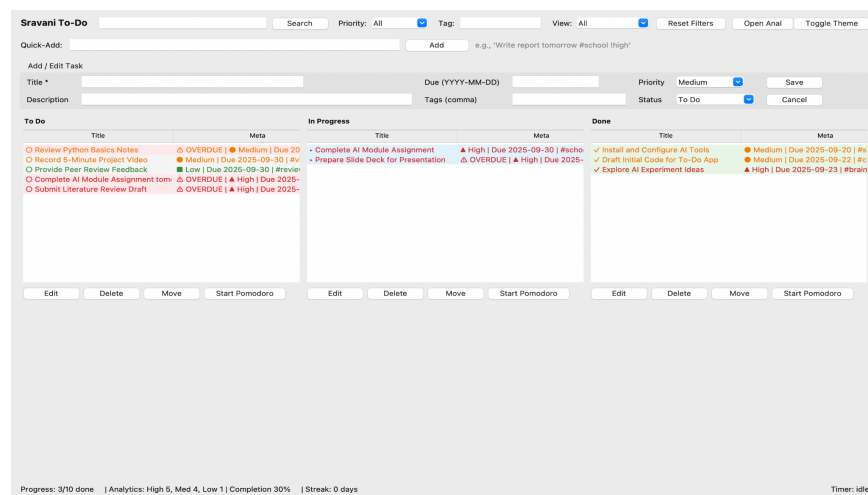 Sravani To-Do Search Priority: All Tag: View: All Reset Filters Open Anal Toggle Theme
Quick-Add: Add e.g., 'Write report tomorrow #school !high'
Add / Edit Task
Title * Due (YYYY-MM-DD) Priority Medium Save
Description Tags (comma) Status To Do Cancel
To Do In Progress Done
Title Meta Title Meta Title Meta
Review Python Basics Notes ⚠ OVERDUE | ● Medium | Due 20
Record 5-Minute Project Video ● Medium | Due 2025-09-30 | #v
Provide Peer Review Feedback ■ Low | Due 2025-09-30 | #revie
Complete AI Module Assignment tom ⚠ OVERDUE | ▲ High | Due 2025-
Submit Literature Review Draft ⚠ OVERDUE | ▲ High | Due 2025-
Complete AI Module Assignment ▲ High | Due 2025-09-30 | #scho
Prepare Slide Deck for Presentation ⚠ OVERDUE | ▲ High | Due 2025-
✓ Install and Configure AI Tools ● Medium | Due 2025-09-20 | #s
✓ Draft Initial Code for To-Do App ● Medium | Due 2025-09-22 | #c
✓ Explore AI Experiment Ideas ▲ High | Due 2025-09-23 | #brain
Edit Delete Move Start Pomodoro Edit Delete Move Start Pomodoro Edit Delete Move Start Pomodoro
Progress: 3/10 done | Analytics: High 5, Med 4, Low 1 | Completion 30% | Streak: 0 days Timer: idle